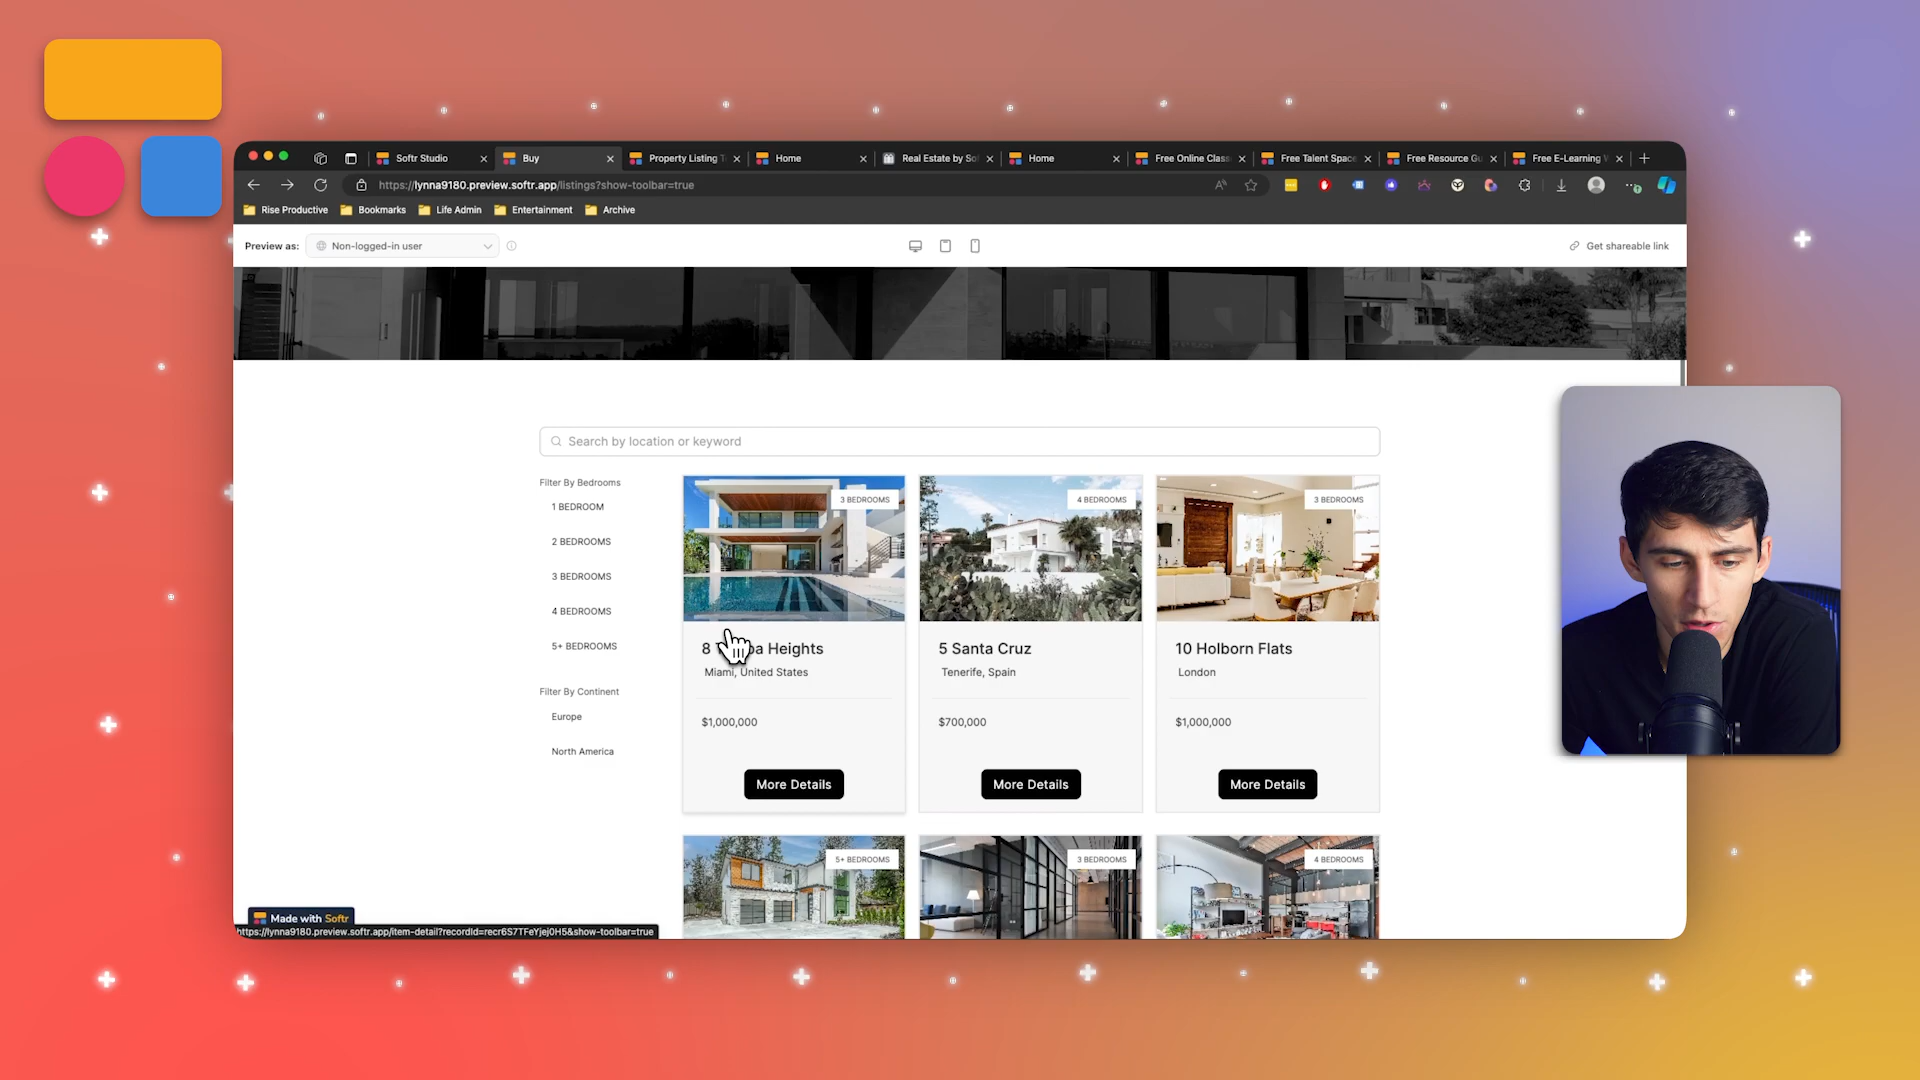 Softr Studio
Buy
Property Listing T
Home
Real Estate by Sof
Home
Free Online Class
Free Talent Space
Free Resource Gu
Free E-Learning W
https://lynna9180.preview.softr.app/listings?show-toolbar=true
Rise Productive
Bookmarks
Life Admin
Entertainment
Archive
Preview as:
Non-logged-in user
Get shareable link
Search by location or keyword
Filter By Bedrooms
1 BEDROOM
2 BEDROOMS
3 BEDROOMS
4 BEDROOMS
5+ BEDROOMS
Filter By Continent
Europe
North America
3 BEDROOMS
8 Heights
Miami, United States
$1,000,000
More Details
4 BEDROOMS
5 Santa Cruz
Tenerife, Spain
$700,000
More Details
3 BEDROOMS
10 Holborn Flats
London
$1,000,000
More Details
5+ BEDROOMS
3 BEDROOMS
4 BEDROOMS
Made with Softr
https://lynna9180.preview.softr.app/item-detail?recordId=recr6S7TFeYjej0H5&show-toolbar=true